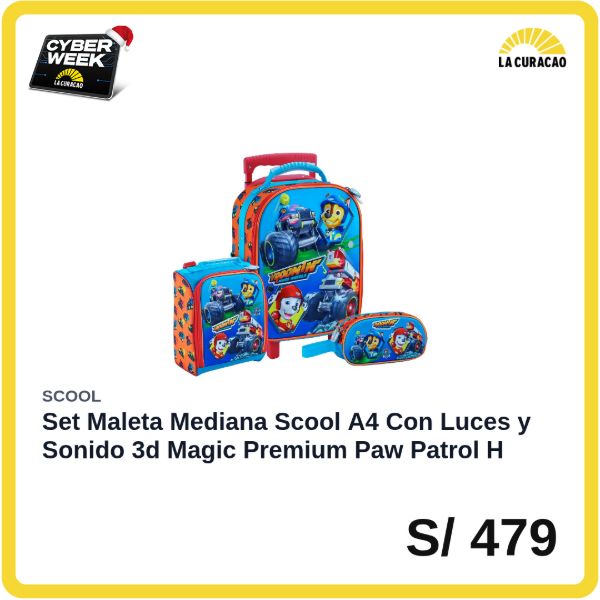 CYBER
WEEK
LA CURACAO
LA CURACAO
SCOOL
Set Maleta Mediana Scool A4 Con Luces y
Sonido 3d Magic Premium Paw Patrol H
S/ 479